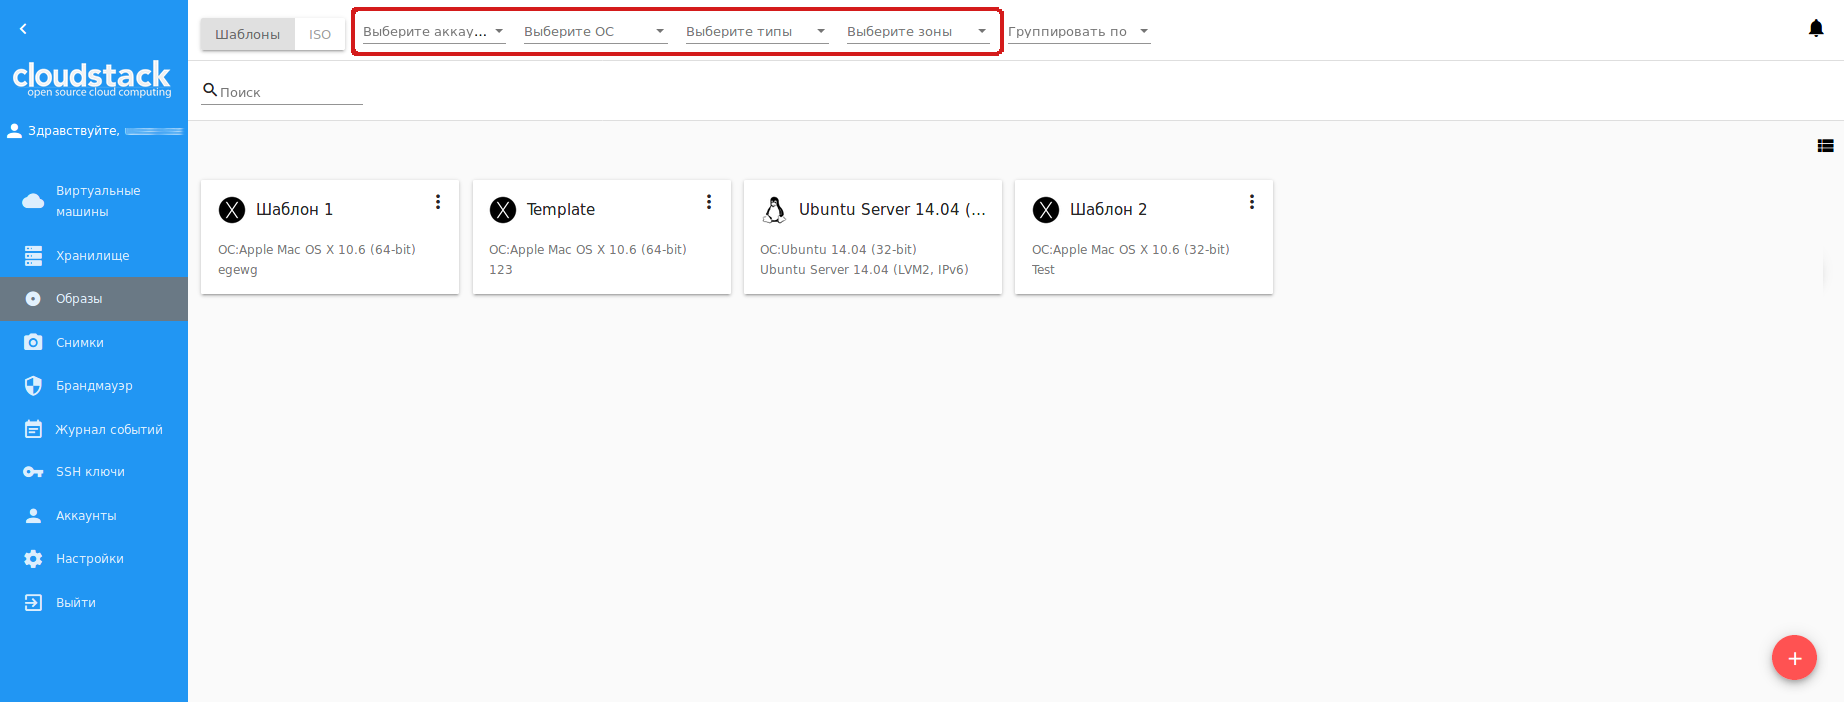 Шаблоны
ISO
Выберите аккау...
Выберите ОС
Выберите типы
Выберите зоны
Группировать по
cloudstack
open source cloud computing
Поиск
Здравствуйте,
Виртуальные
машины
Хранилище
Образы
Снимки
Брандмауэр
Журнал событий
SSH ключи
Аккаунты
Настройки
Выйти
Шаблон 1
ОС:Apple Mac OS X 10.6 (64-bit)
egewg
Template
ОС:Apple Mac OS X 10.6 (64-bit)
123
Ubuntu Server 14.04 (...
ОС:Ubuntu 14.04 (32-bit)
Ubuntu Server 14.04 (LVM2, IPv6)
Шаблон 2
ОС:Apple Mac OS X 10.6 (32-bit)
Test